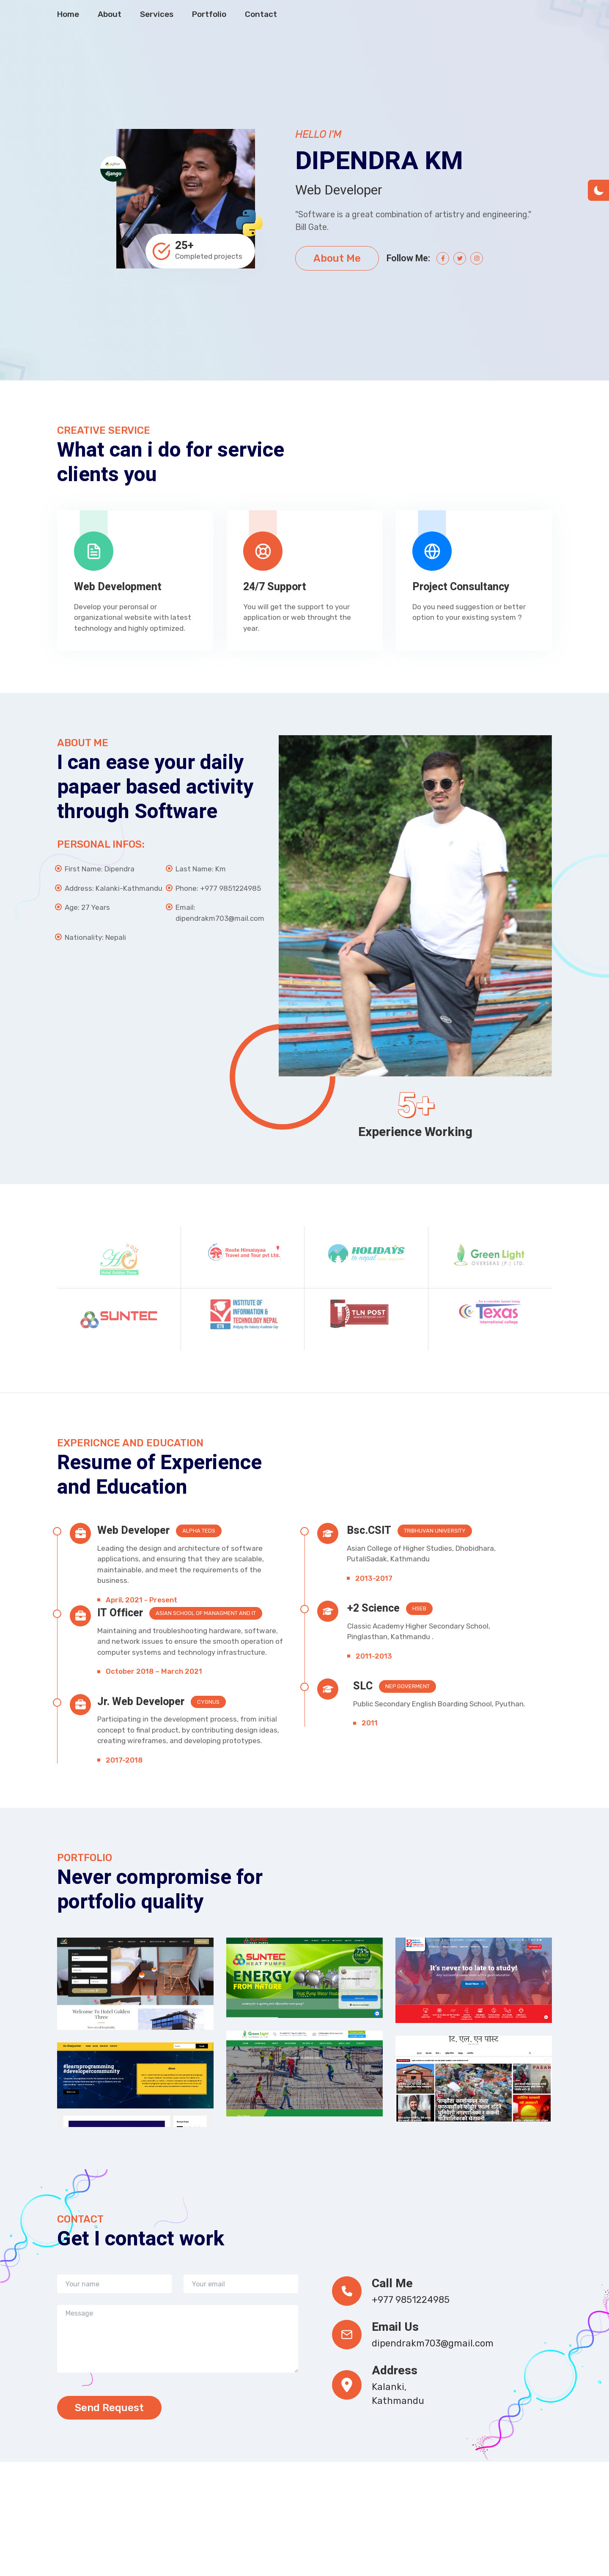 Home About Services Portfolio Contact
HELLO I'M
DIPENDRA KM
Web Developer
"Software is a great combination of artistry and engineering."
Bill Gate.
About Me Follow Me:
python
django
25+
Completed projects
CREATIVE SERVICE
What can i do for service
clients you
Web Development
Develop your peronsal or
organizational website with latest
technology and highly optimized.
24/7 Support
You will get the support to your
application or web throught the
year.
Project Consultancy
Do you need suggestion or better
option to your existing system ?
ABOUT ME
I can ease your daily
papaer based activity
through Software
PERSONAL INFOS:
First Name: Dipendra
Last Name: Km
Address: Kalanki-Kathmandu
Phone: +977 9851224985
Age: 27 Years
Email:
dipendrakm703@mail.com
Nationality: Nepali
5+
Experience Working
HG
Route Himalayas
Travel and Tour pvt Ltd.
HOLIDAYS
to nepal
Green Light
OVERSEAS (P.) LTD.
SUNTEC
INSTITUTE OF
INFORMATION &
TECHNOLOGY NEPAL
TLN POST
Texas
international college
EXPERICNCE AND EDUCATION
Resume of Experience
and Education
Web Developer ALPHA TEDS
Leading the design and architecture of software
applications, and ensuring that they are scalable,
maintainable, and meet the requirements of the
business.
April, 2021 - Present
IT Officer ASIAN SCHOOL OF MANAGMENT AND IT
Maintaining and troubleshooting hardware, software,
and network issues to ensure the smooth operation of
computer systems and technology infrastructure.
October 2018 – March 2021
Jr. Web Developer CYGNUS
Participating in the development process, from initial
concept to final product, by contributing design ideas,
creating wireframes, and developing prototypes.
2017-2018
Bsc.CSIT TRIBHUVAN UNIVERSITY
Asian College of Higher Studies, Dhobidhara,
PutaliSadak, Kathmandu
2013-2017
+2 Science HSEB
Classic Academy Higher Secondary School,
Pinglasthan, Kathmandu .
2011-2013
SLC NEP GOVERMENT
Public Secondary English Boarding School, Pyuthan.
2011
PORTFOLIO
Never compromise for
portfolio quality
Welcome To Hotel Golden
SUNTEC
HEAT PUMPS
ENERGY
FROM NATURE
75%
It's never too late to study!
#learnprogramming
#developercommunity
Green Light
टि. एल. एन पोस्ट
CONTACT
Get I contact work
Your name
Your email
Message
Send Request
Call Me
+977 9851224985
Email Us
dipendrakm703@gmail.com
Address
Kalanki,
Kathmandu